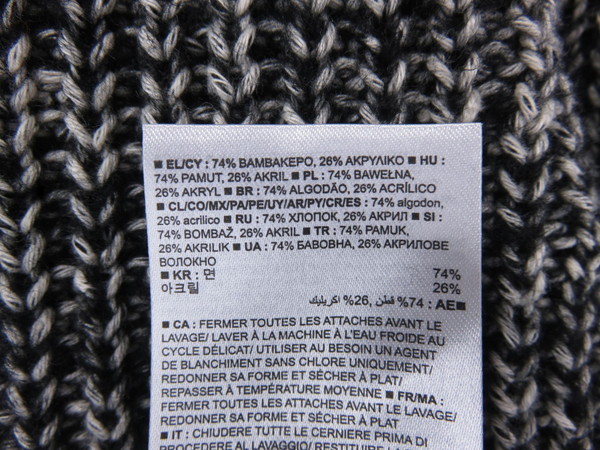 ■ EL/CY : 74% ΒΑΜΒΑΚΕΡΟ, 26% ΑΚΡΥΛΙΚΟ ■ HU :
74% PAMUT, 26% AKRIL ■ PL : 74% BAWEŁNA,
26% AKRYL ■ BR : 74% ALGODÃO, 26% ACRÍLICO
■ CL/CO/MX/PA/PE/UY/AR/PY/CR/ES : 74% algodon,
26% acrilico ■ RU : 74% ХЛОПОК, 26% АКРИЛ ■ SI :
74% BOMBAŽ, 26% AKRIL ■ TR : 74% PAMUK,
26% AKRILIK ■ UA : 74% БАВОВНА, 26% АКРИЛОВЕ
ВОЛОКНО
■ KR : 면 74%
아크릴 26%
■AE : 74% قطن, 26% اكريليك
■ CA : FERMER TOUTES LES ATTACHES AVANT LE
LAVAGE/ LAVER À LA MACHINE À L'EAU FROIDE AU
CYCLE DÉLICAT/ UTILISER AU BESOIN UN AGENT
DE BLANCHIMENT SANS CHLORE UNIQUEMENT/
REDONNER SA FORME ET SÉCHER À PLAT/
REPASSER À TEMPÉRATURE MOYENNE ■ FR/MA :
FERMER TOUTES LES ATTACHES AVANT LE LAVAGE/
REDONNER SA FORME ET SÉCHER À PLAT
■ IT : CHIUDERE TUTTE LE CERNIERE PRIMA DI
PROCEDERE AL LAVAGGIO/ RESTITUIRE LA